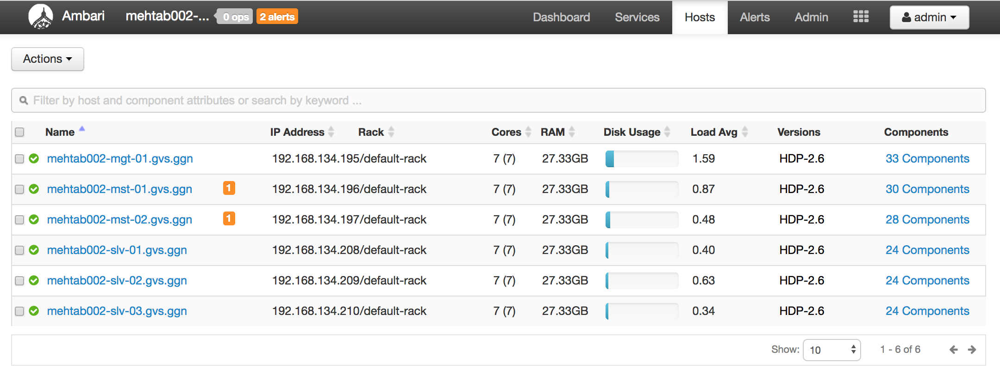 Ambari mehtab002-... 0 ops 2 alerts Dashboard Services Hosts Alerts Admin admin
Actions
Filter by host and component attributes or search by keyword ...
Name IP Address Rack Cores RAM Disk Usage Load Avg Versions Components
mehtab002-mgt-01.gvs.ggn 192.168.134.195/default-rack 7 (7) 27.33GB 1.59 HDP-2.6 33 Components
mehtab002-mst-01.gvs.ggn 1 192.168.134.196/default-rack 7 (7) 27.33GB 0.87 HDP-2.6 30 Components
mehtab002-mst-02.gvs.ggn 1 192.168.134.197/default-rack 7 (7) 27.33GB 0.48 HDP-2.6 28 Components
mehtab002-slv-01.gvs.ggn 192.168.134.208/default-rack 7 (7) 27.33GB 0.40 HDP-2.6 24 Components
mehtab002-slv-02.gvs.ggn 192.168.134.209/default-rack 7 (7) 27.33GB 0.63 HDP-2.6 24 Components
mehtab002-slv-03.gvs.ggn 192.168.134.210/default-rack 7 (7) 27.33GB 0.34 HDP-2.6 24 Components
Show: 10 1 - 6 of 6